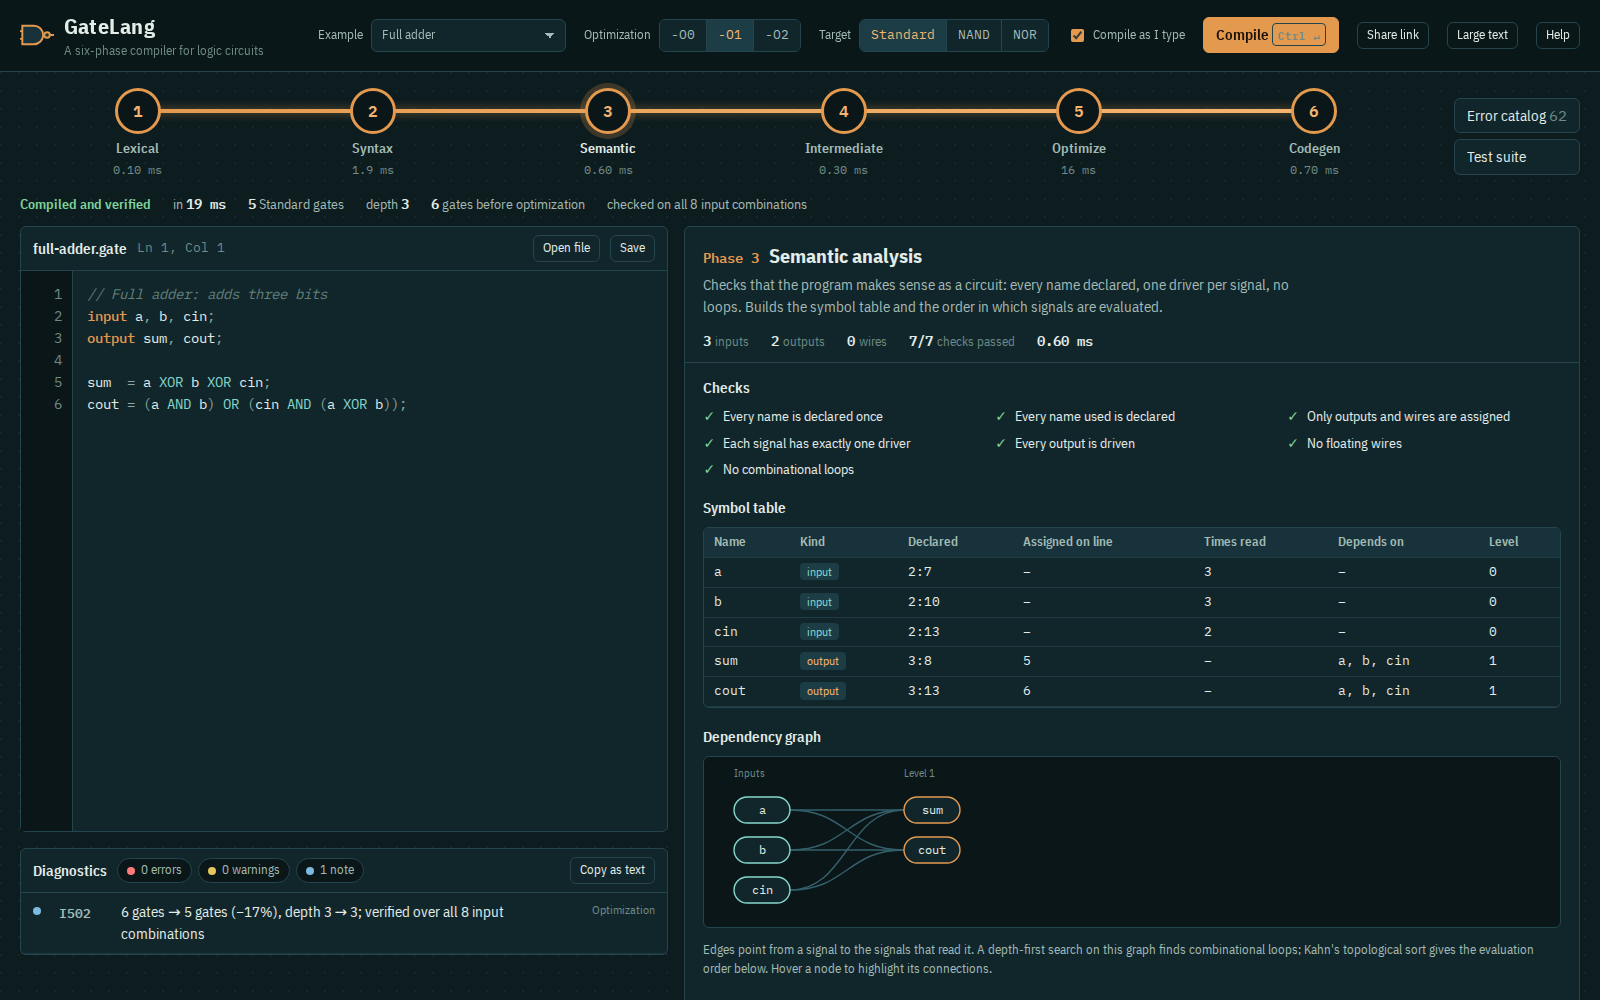 GateLang
A six-phase compiler for logic circuits
Example Full adder Optimization -O0 -O1 -O2 Target Standard NAND NOR Compile as I type Compile Ctrl ↵ Share link Large text Help
1 2 3 4 5 6
Lexical Syntax Semantic Intermediate Optimize Codegen
0.10 ms 1.9 ms 0.60 ms 0.30 ms 16 ms 0.70 ms
Error catalog 62
Test suite
Compiled and verified in 19 ms 5 Standard gates depth 3 6 gates before optimization checked on all 8 input combinations
full-adder.gate Ln 1, Col 1 Open file Save
1 // Full adder: adds three bits
2 input a, b, cin;
3 output sum, cout;
4
5 sum = a XOR b XOR cin;
6 cout = (a AND b) OR (cin AND (a XOR b));
Diagnostics 0 errors 0 warnings 1 note Copy as text
I502 6 gates → 5 gates (−17%), depth 3 → 3; verified over all 8 input Optimization
combinations
Phase 3 Semantic analysis
Checks that the program makes sense as a circuit: every name declared, one driver per signal, no
loops. Builds the symbol table and the order in which signals are evaluated.
3 inputs 2 outputs 0 wires 7/7 checks passed 0.60 ms
Checks
✓ Every name is declared once ✓ Every name used is declared ✓ Only outputs and wires are assigned
✓ Each signal has exactly one driver ✓ Every output is driven ✓ No floating wires
✓ No combinational loops
Symbol table
Name Kind Declared Assigned on line Times read Depends on Level
a input 2:7 – 3 – 0
b input 2:10 – 3 – 0
cin input 2:13 – 2 – 0
sum output 3:8 5 – a, b, cin 1
cout output 3:13 6 – a, b, cin 1
Dependency graph
Inputs Level 1
a sum
b cout
cin
Edges point from a signal to the signals that read it. A depth-first search on this graph finds combinational loops; Kahn's topological sort gives the evaluation
order below. Hover a node to highlight its connections.